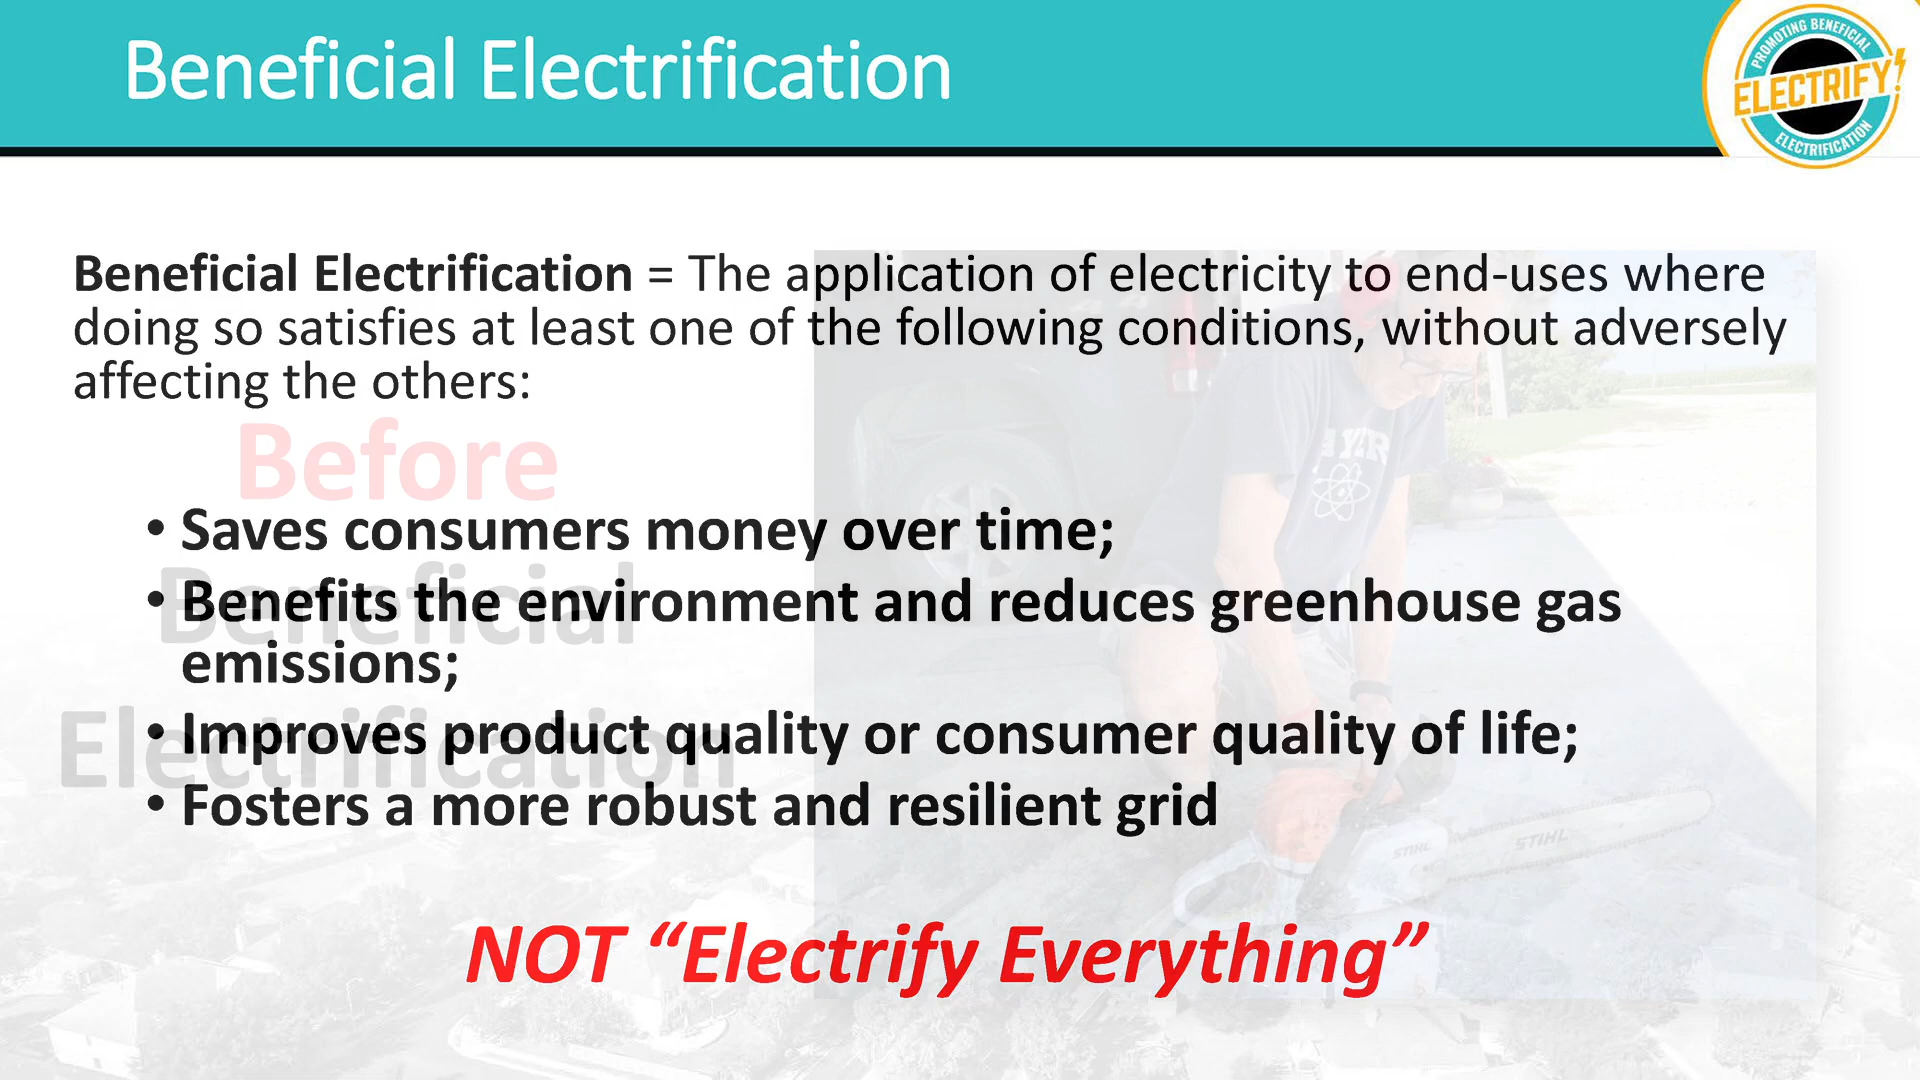 Beneficial Electrification
PROMOTING BENEFICIAL
ELECTRIFY!
ELECTRIFICATION
Beneficial Electrification = The application of electricity to end-uses where
doing so satisfies at least one of the following conditions, without adversely
affecting the others:
Before
• Saves consumers money over time;
Beneficial
• Benefits the environment and reduces greenhouse gas
emissions;
Electrification
• Improves product quality or consumer quality of life;
• Fosters a more robust and resilient grid
STIHL
STIHL
NOT “Electrify Everything”